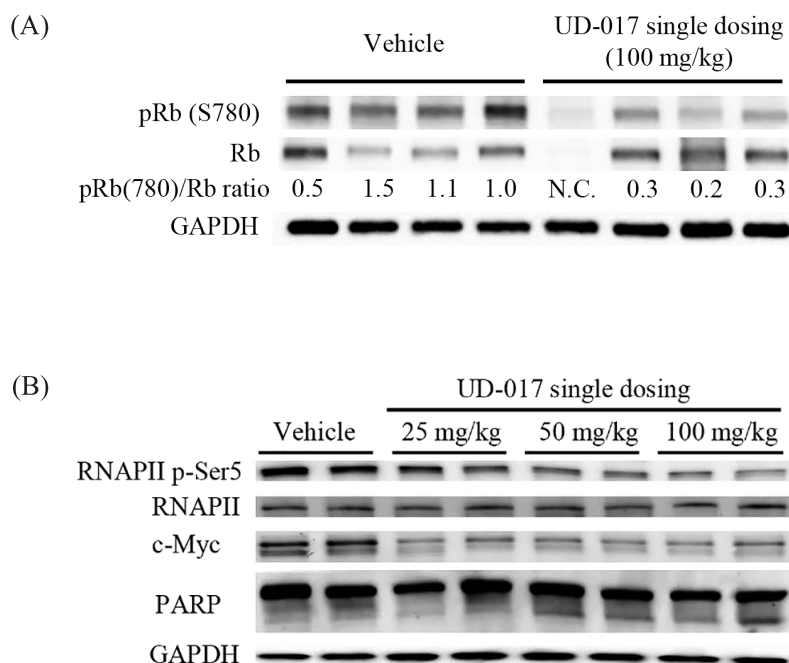 (A)
Vehicle
UD-017 single dosing
(100 mg/kg)
pRb (S780)
Rb
pRb(780)/Rb ratio 0.5 1.5 1.1 1.0 N.C. 0.3 0.2 0.3
GAPDH
(B)
UD-017 single dosing
Vehicle 25 mg/kg 50 mg/kg 100 mg/kg
RNAPII p-Ser5
RNAPII
c-Myc
PARP
GAPDH